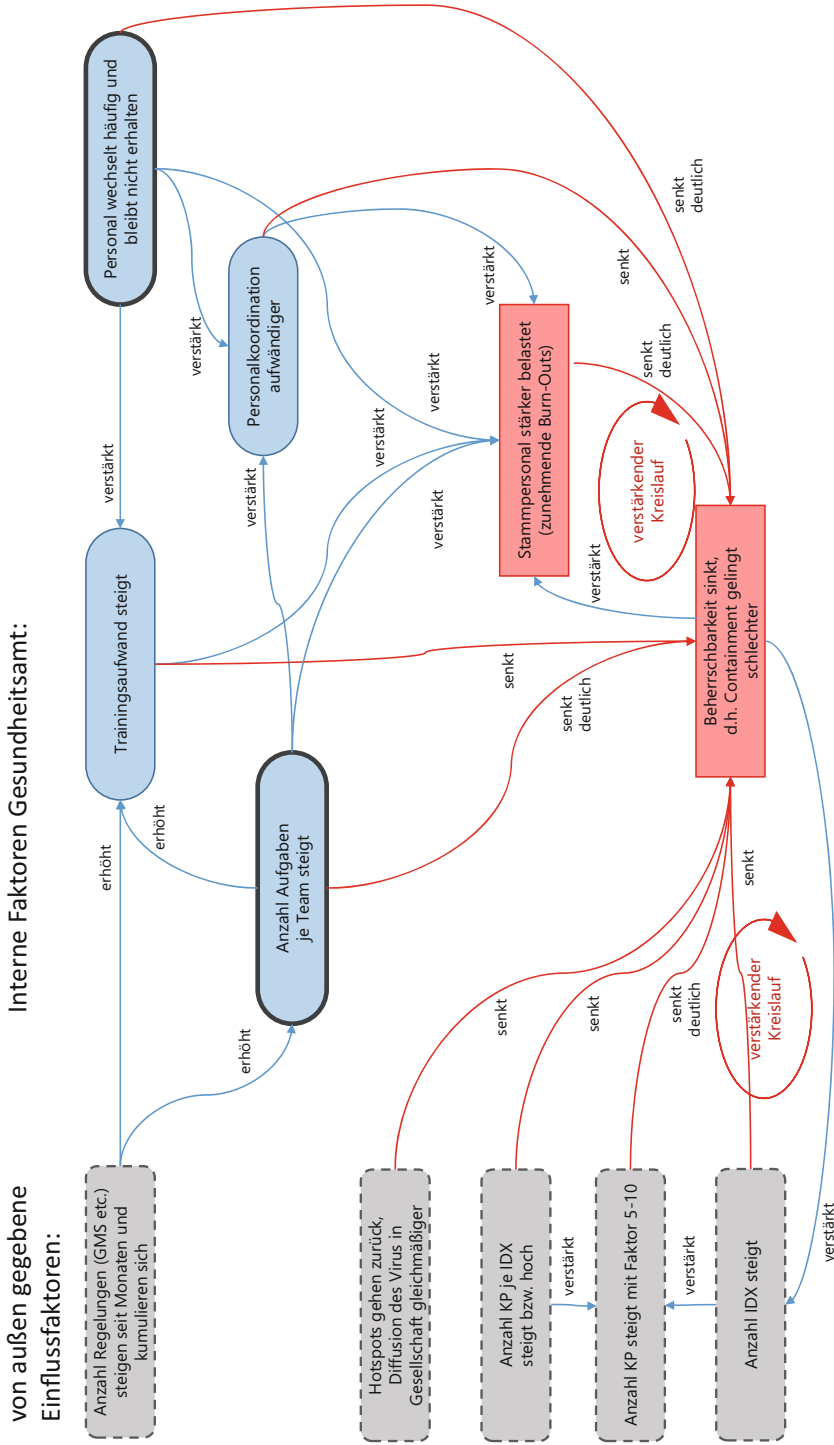 von außen gegebene
Einflussfaktoren:
Interne Faktoren Gesundheitsamt:
Anzahl Regelungen (GMS etc.)
steigen seit Monaten und
kumulieren sich
erhöht
erhöht
erhöht
Trainingsaufwand steigt
verstärkt
Personal wechselt häufig und
bleibt nicht erhalten
Anzahl Aufgaben
je Team steigt
verstärkt
Personalkoordination
aufwändiger
verstärkt
Hotspots gehen zurück,
Diffusion des Virus in
Gesellschaft gleichmäßiger
senkt
senkt
deutlich
senkt
verstärkt
verstärkt
verstärkt
verstärkt
Stammpersonal stärker belastet
(zunehmende Burn-Outs)
senkt
senkt
deutlich
Anzahl KP je IDX
steigt bzw. hoch
verstärkt
senkt
Anzahl KP steigt mit Faktor 5-10
senkt
deutlich
verstärkt
verstärkt
verstärkender
Kreislauf
senkt
deutlich
Anzahl IDX steigt
verstärkender
Kreislauf
senkt
Beherrschbarkeit sinkt,
d.h. Containment gelingt
schlechter
verstärkt